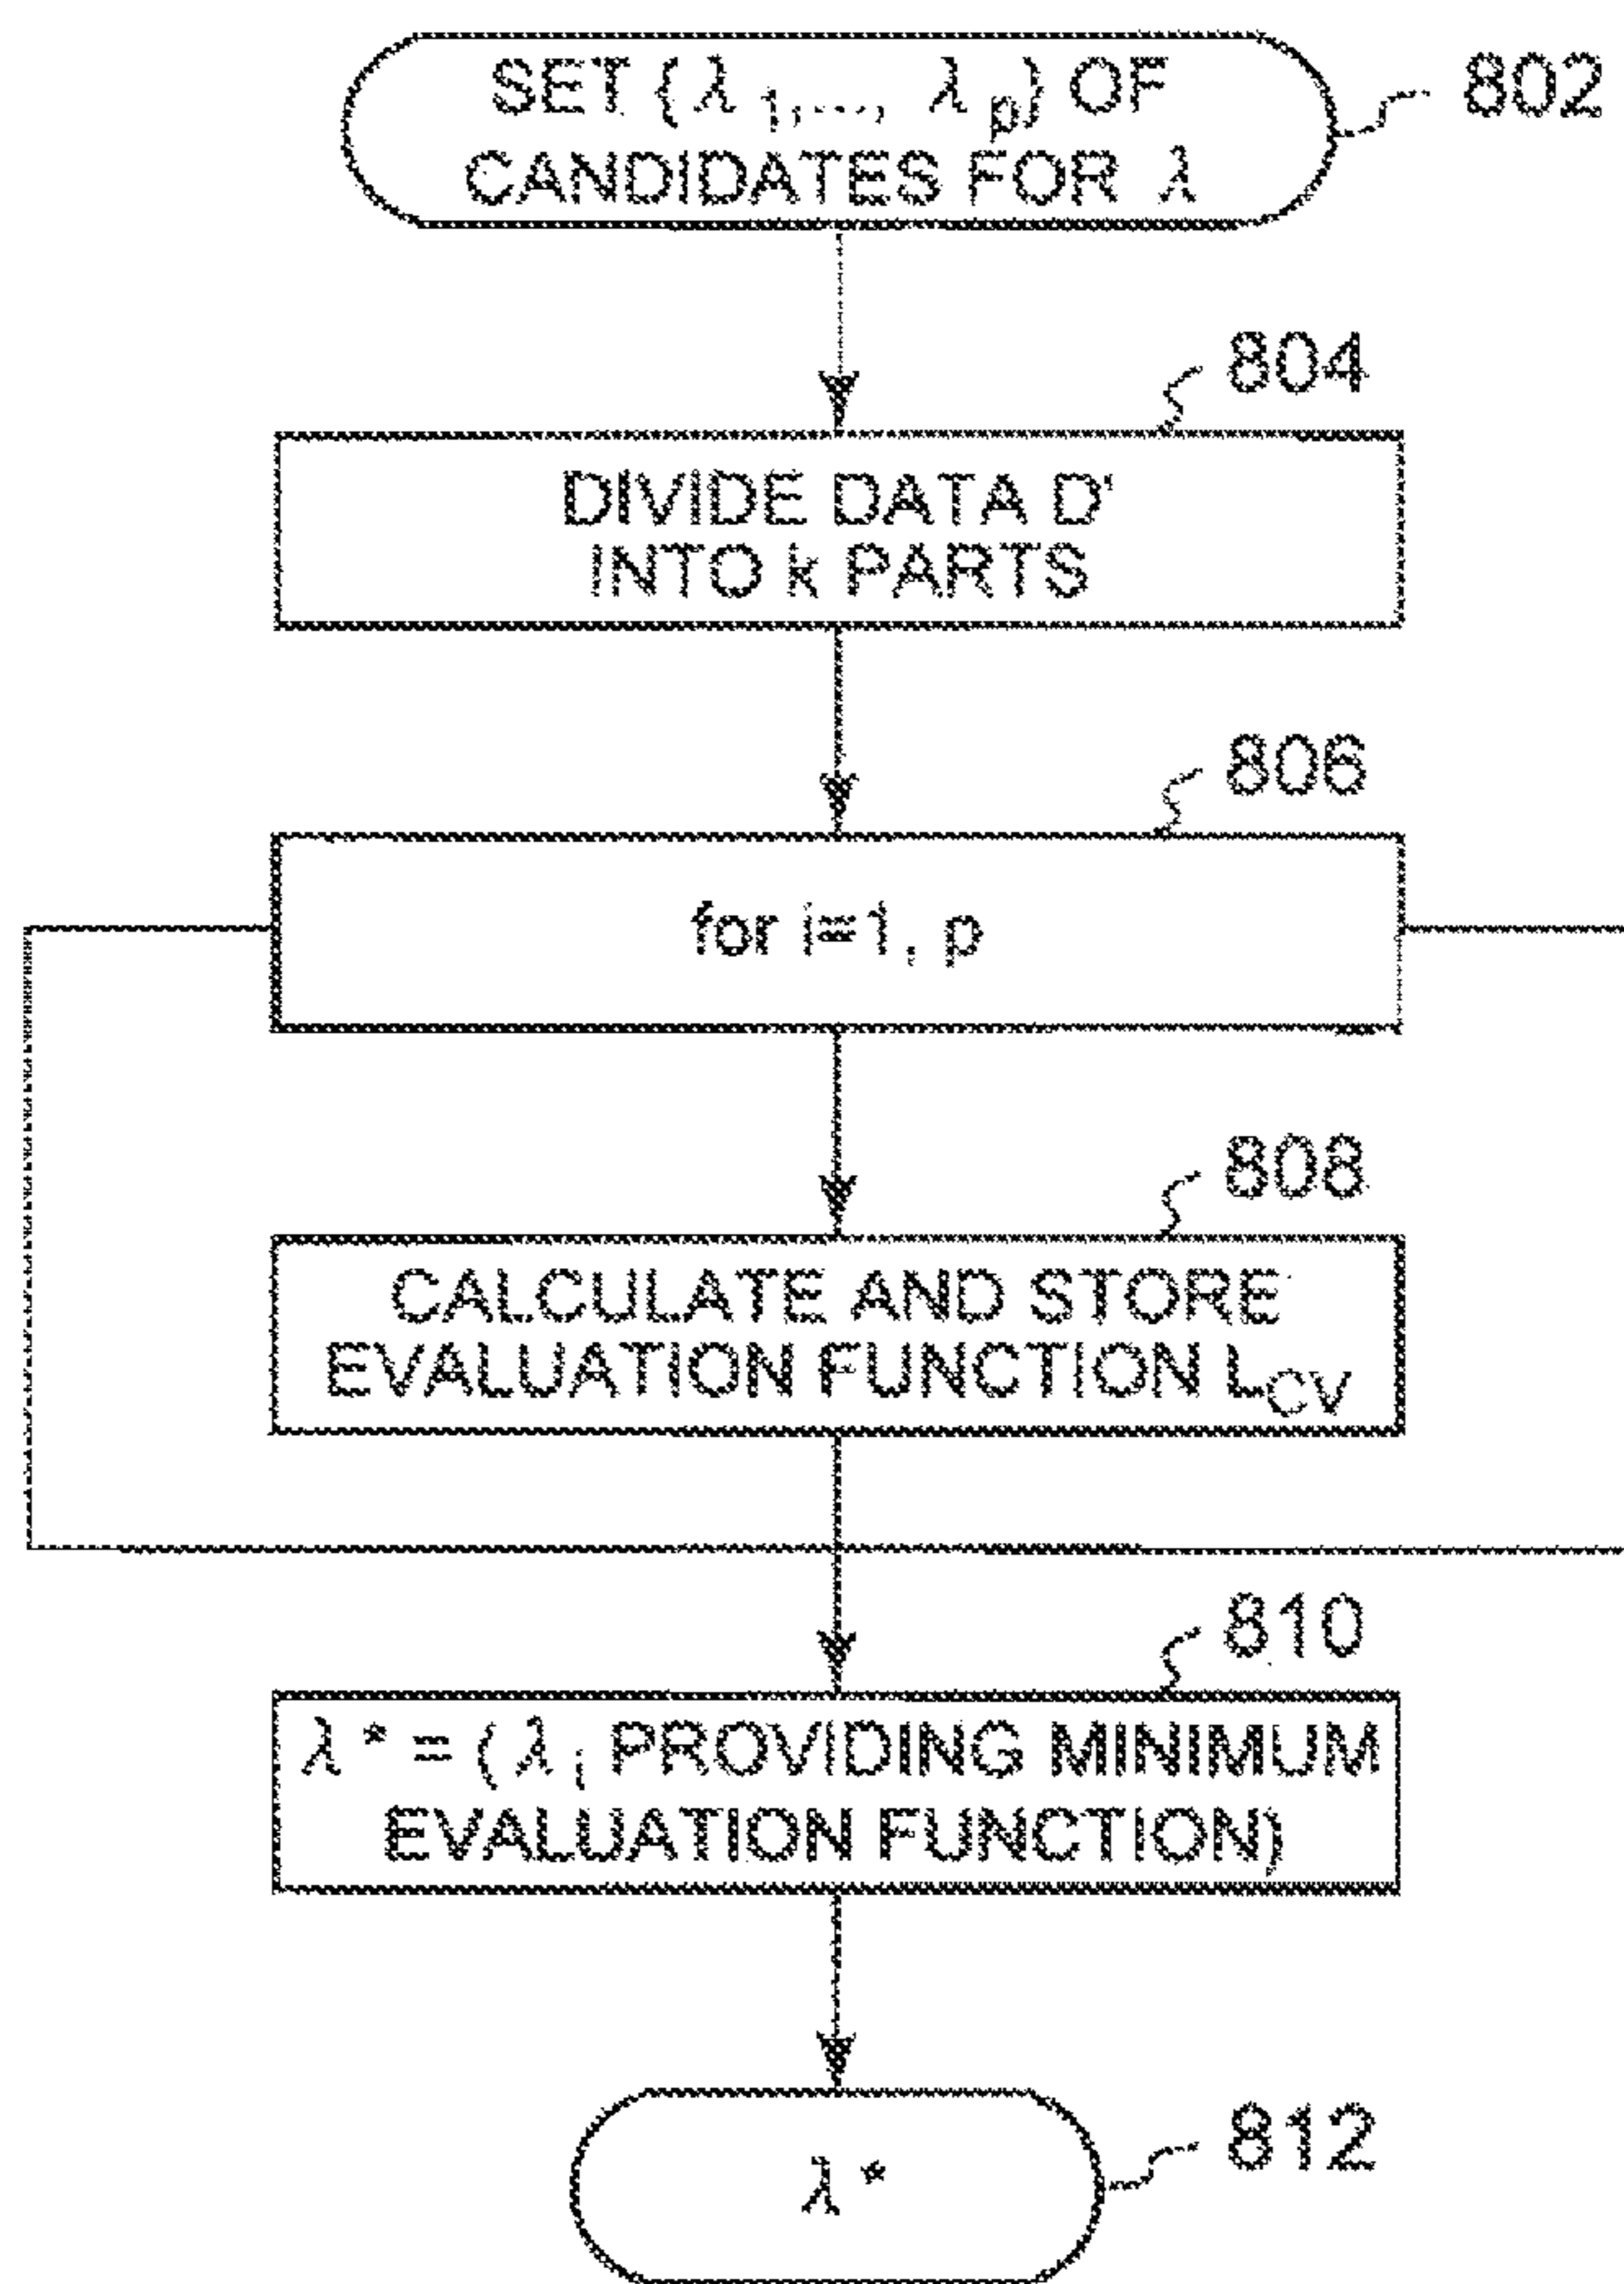 SET {λ 1,..., λ p} OF
CANDIDATES FOR λ
802
804
DIVIDE DATA D'
INTO k PARTS
806
for i=1, p
808
CALCULATE AND STORE
EVALUATION FUNCTION LCV
810
λ* = (λ i PROVIDING MINIMUM
EVALUATION FUNCTION)
λ*
812